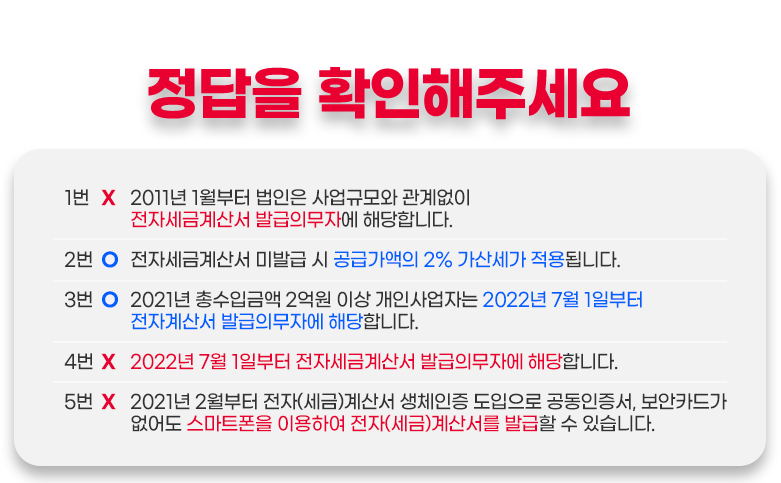 정답을 확인해주세요
1번 X 2011년 1월부터 법인은 사업규모와 관계없이
전자세금계산서 발급의무자에 해당합니다.
2번 O 전자세금계산서 미발급 시 공급가액의 2% 가산세가 적용됩니다.
3번 O 2021년 총수입금액 2억원 이상 개인사업자는 2022년 7월 1일부터
전자계산서 발급의무자에 해당합니다.
4번 X 2022년 7월 1일부터 전자세금계산서 발급의무자에 해당합니다.
5번 X 2021년 2월부터 전자(세금)계산서 생체인증 도입으로 공동인증서, 보안카드가
없어도 스마트폰을 이용하여 전자(세금)계산서를 발급할 수 있습니다.